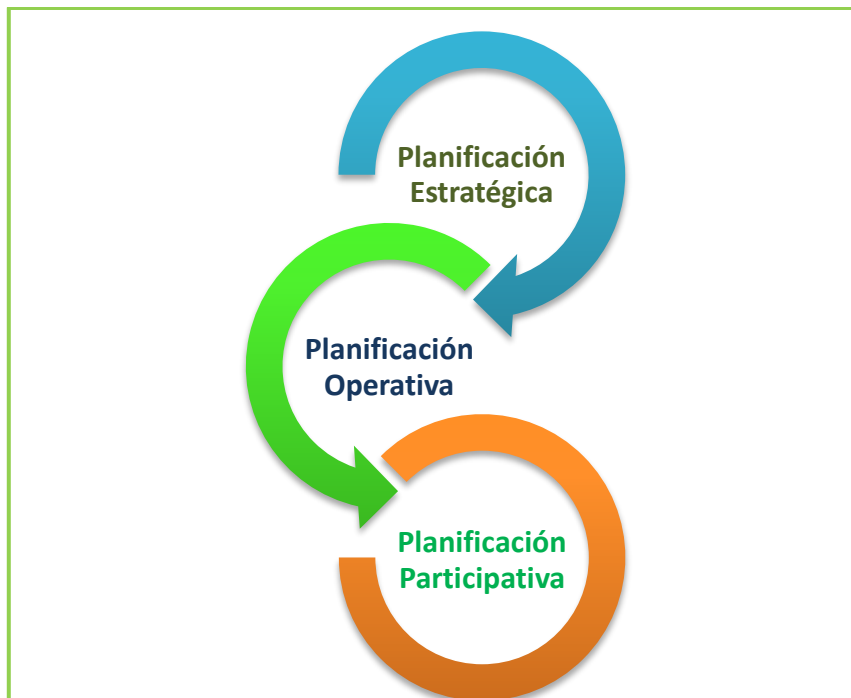 Planificación
Estratégica
Planificación
Operativa
Planificación
Participativa